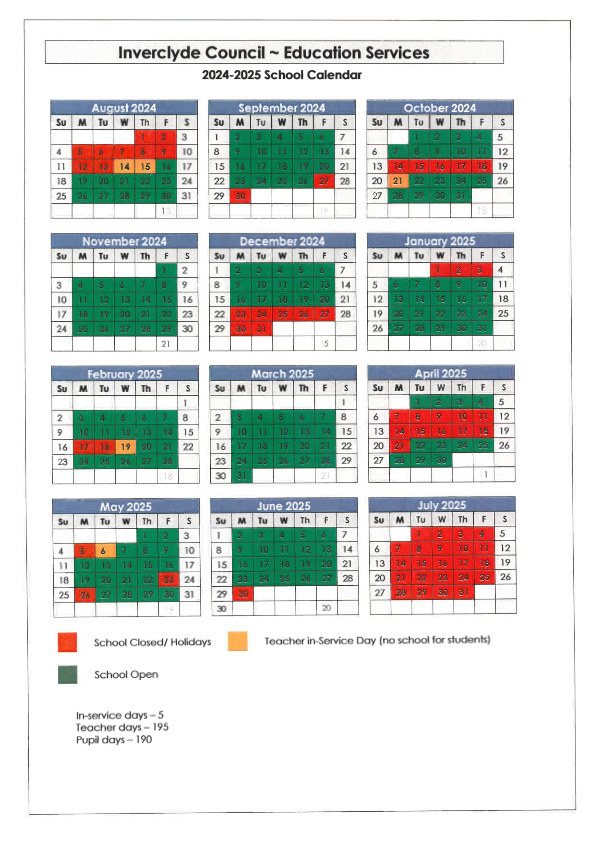 Inverclyde Council ~ Education Services
2024-2025 School Calendar
August 2024
Su M Tu W Th F S
1 2 3
4 5 6 7 8 9 10
11 12 13 14 15 16 17
18 19 20 21 22 23 24
25 26 27 28 29 30 31
13
September 2024
Su M Tu W Th F S
1 2 3 4 5 6 7
8 9 10 11 12 13 14
15 16 17 18 19 20 21
22 23 24 25 26 27 28
29 30
19
October 2024
Su M Tu W Th F S
1 2 3 4 5
6 7 8 9 10 11 12
13 14 15 16 17 18 19
20 21 22 23 24 25 26
27 28 29 30 31
18
November 2024
Su M Tu W Th F S
1 2
3 4 5 6 7 8 9
10 11 12 13 14 15 16
17 18 19 20 21 22 23
24 25 26 27 28 29 30
21
December 2024
Su M Tu W Th F S
1 2 3 4 5 6 7
8 9 10 11 12 13 14
15 16 17 18 19 20 21
22 23 24 25 26 27 28
29 30 31
15
January 2025
Su M Tu W Th F S
1 2 3 4
5 6 7 8 9 10 11
12 13 14 15 16 17 18
19 20 21 22 23 24 25
26 27 28 29 30 31
20
February 2025
Su M Tu W Th F S
1
2 3 4 5 6 7 8
9 10 11 12 13 14 15
16 17 18 19 20 21 22
23 24 25 26 27 28
18
March 2025
Su M Tu W Th F S
1
2 3 4 5 6 7 8
9 10 11 12 13 14 15
16 17 18 19 20 21 22
23 24 25 26 27 28 29
30 31 21
April 2025
Su M Tu W Th F S
1 2 3 4 5
6 7 8 9 10 11 12
13 14 15 16 17 18 19
20 21 22 23 24 25 26
27 28 29 30
11
May 2025
Su M Tu W Th F S
1 2 3
4 5 6 7 8 9 10
11 12 13 14 15 16 17
18 19 20 21 22 23 24
25 26 27 28 29 30 31
19
June 2025
Su M Tu W Th F S
1 2 3 4 5 6 7
8 9 10 11 12 13 14
15 16 17 18 19 20 21
22 23 24 25 26 27 28
29 30
30 20
July 2025
Su M Tu W Th F S
1 2 3 4 5
6 7 8 9 10 11 12
13 14 15 16 17 18 19
20 21 22 23 24 25 26
27 28 29 30 31
School Closed/ Holidays
Teacher in-Service Day (no school for students)
School Open
In-service days – 5
Teacher days – 195
Pupil days – 190